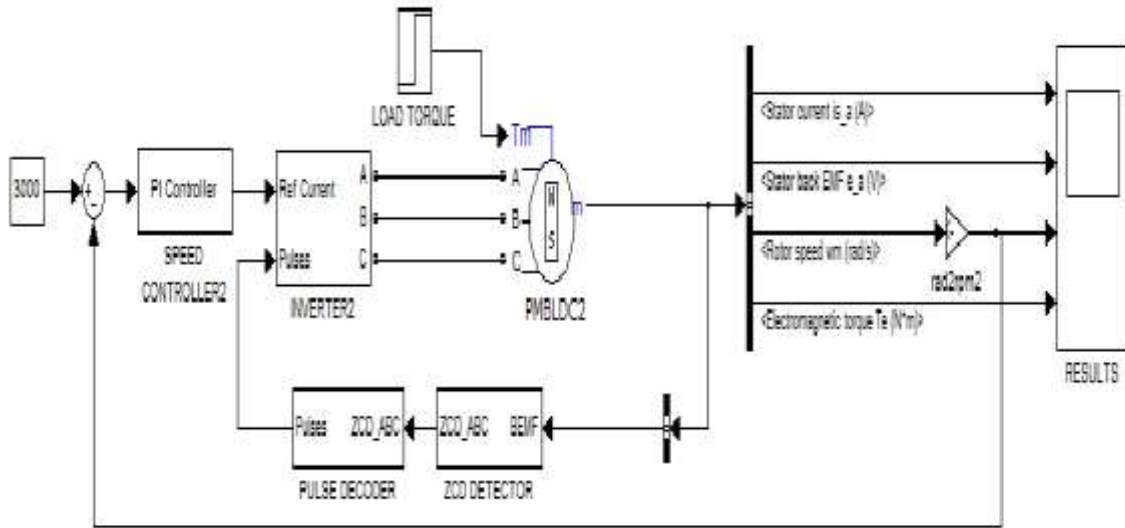 LOAD TORQUE
Tm
3000
+
-
PI Controller
SPEED
CONTROLLER2
Ref Current
Pulses
A
B
C
INVERTER2
A
B
C
N
S
m
PMBLDC2
<Stator current is_a (A)>
<Stator back EMF e_a (V)>
<Rotor speed wm (rad/s)>
rad2rpm2
<Electromagnetic torque Te (N*m)>
RESULTS
Pulses
ZCD_ABC
PULSE DECODER
ZCD_ABC
BEMF
ZCD DETECTOR